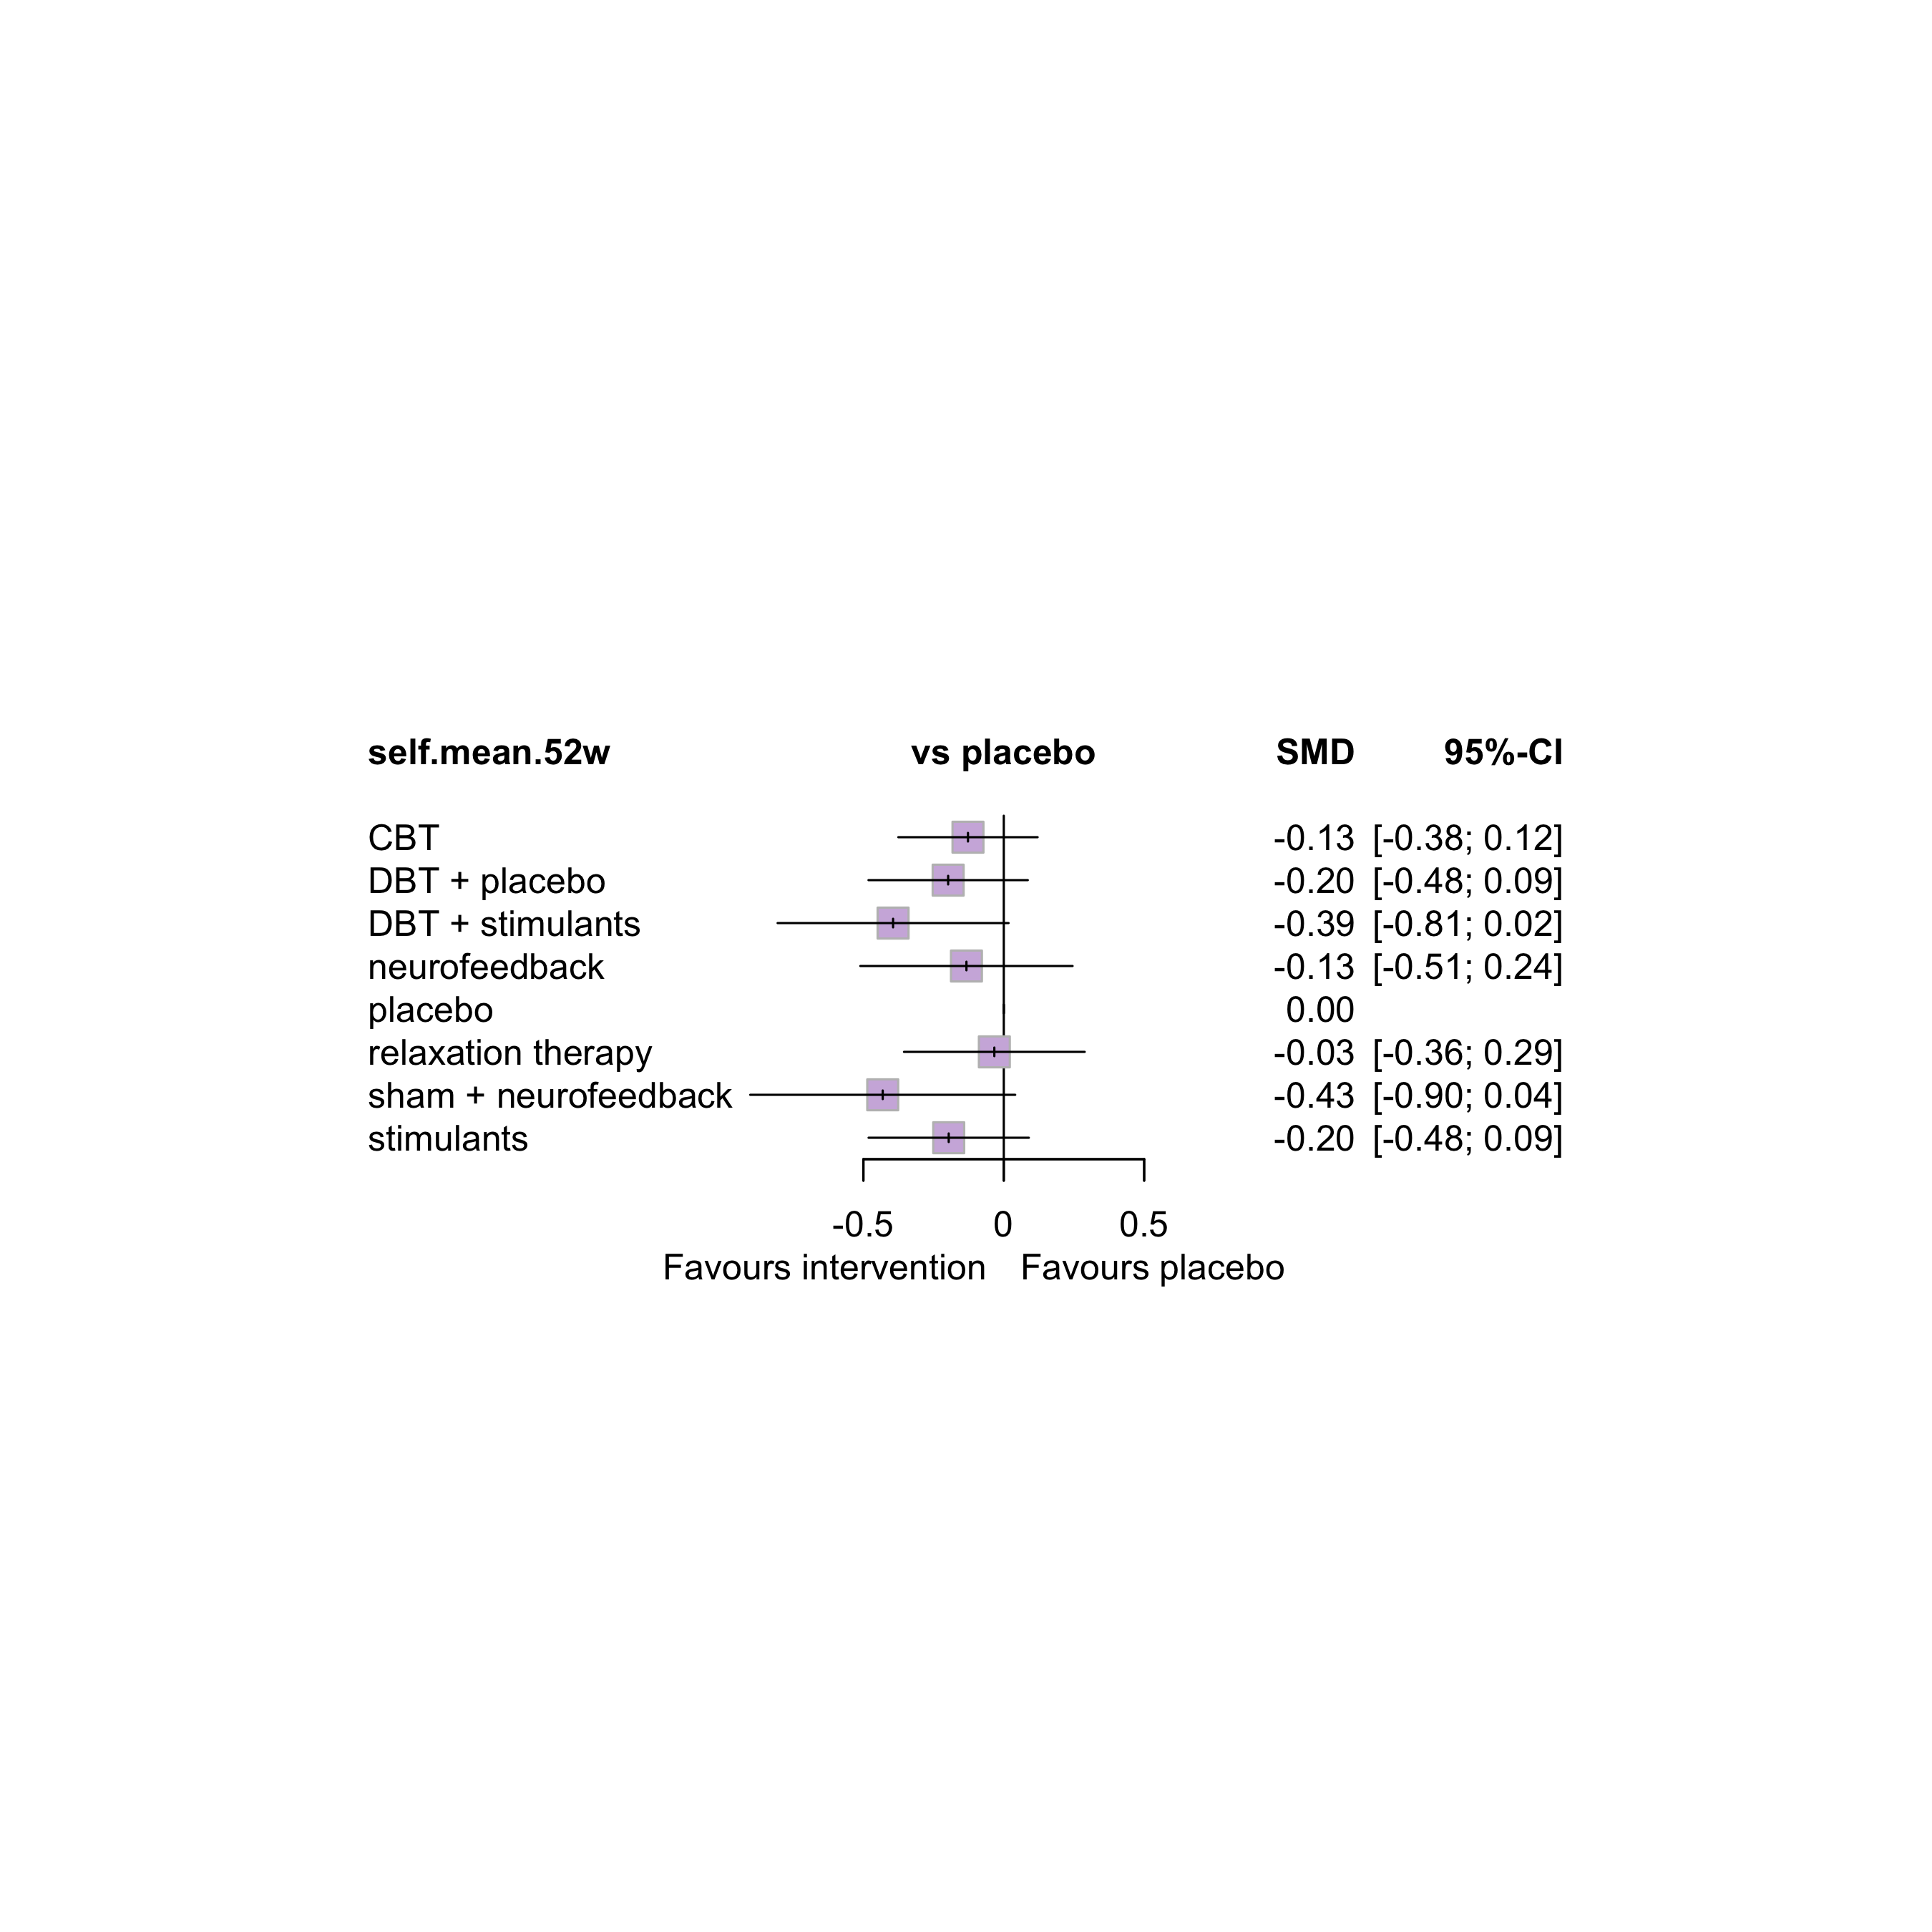 self.mean.52w vs placebo SMD 95%-CI
CBT -0.13 [-0.38; 0.12]
DBT + placebo -0.20 [-0.48; 0.09]
DBT + stimulants -0.39 [-0.81; 0.02]
neurofeedback -0.13 [-0.51; 0.24]
placebo 0.00
relaxation therapy -0.03 [-0.36; 0.29]
sham + neurofeedback -0.43 [-0.90; 0.04]
stimulants -0.20 [-0.48; 0.09]
-0.5 0 0.5
Favours intervention Favours placebo